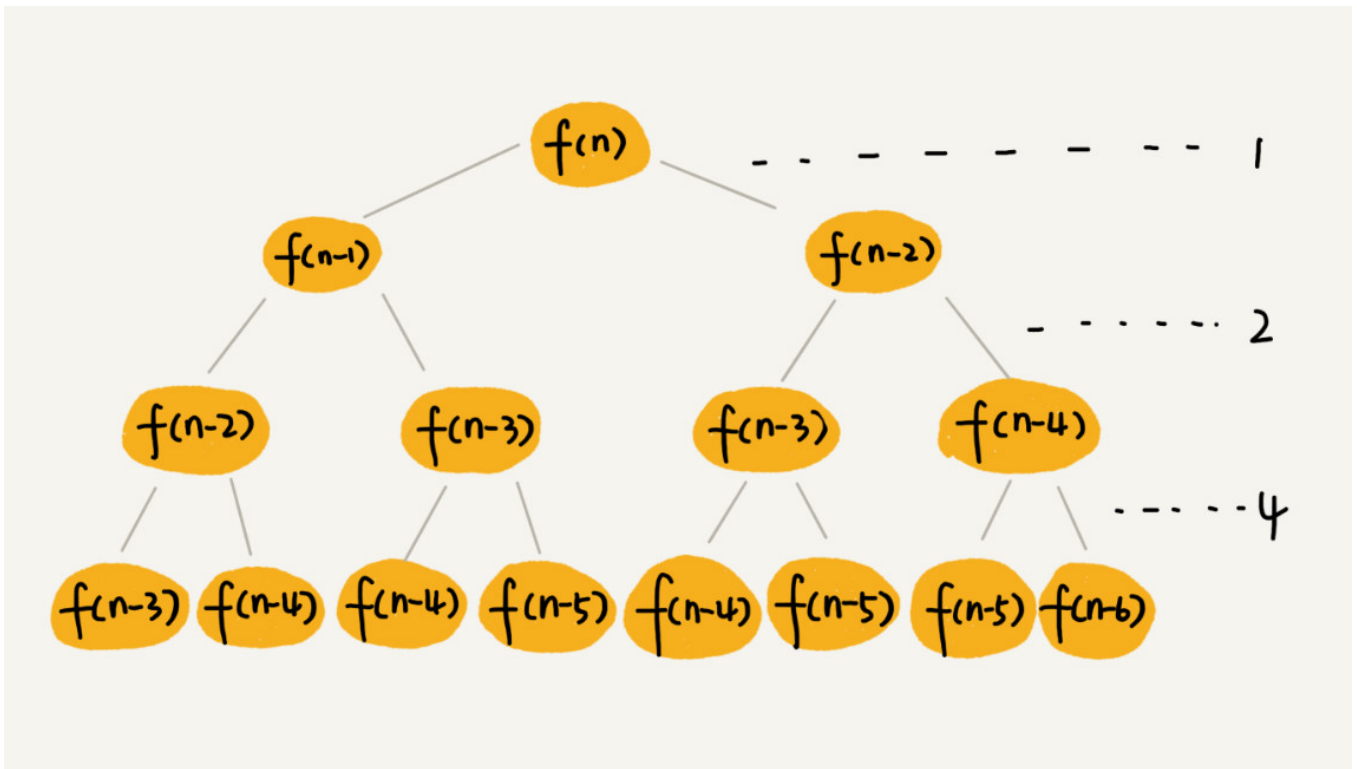 f(n) 1
f(n-1) f(n-2)
2
f(n-2) f(n-3) f(n-3) f(n-4)
4
f(n-3) f(n-4) f(n-4) f(n-5) f(n-4) f(n-5) f(n-5) f(n-6)